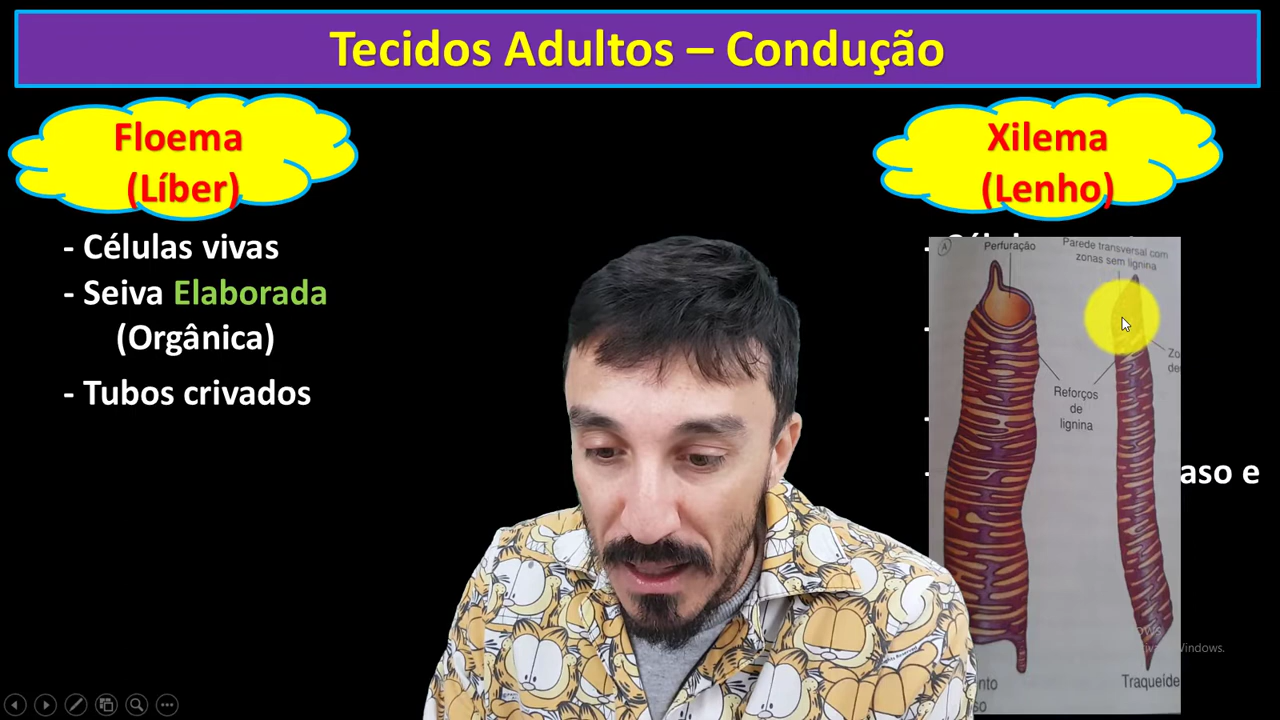 Tecidos Adultos – Condução
Floema
(Líber)
- Células vivas
- Seiva Elaborada
(Orgânica)
- Tubos crivados
Xilema
(Lenho)
-
A
Perfuração
Parede transversal com
zonas sem lignina
-
Reforços
de
lignina
-
- aso e
Traqueíde